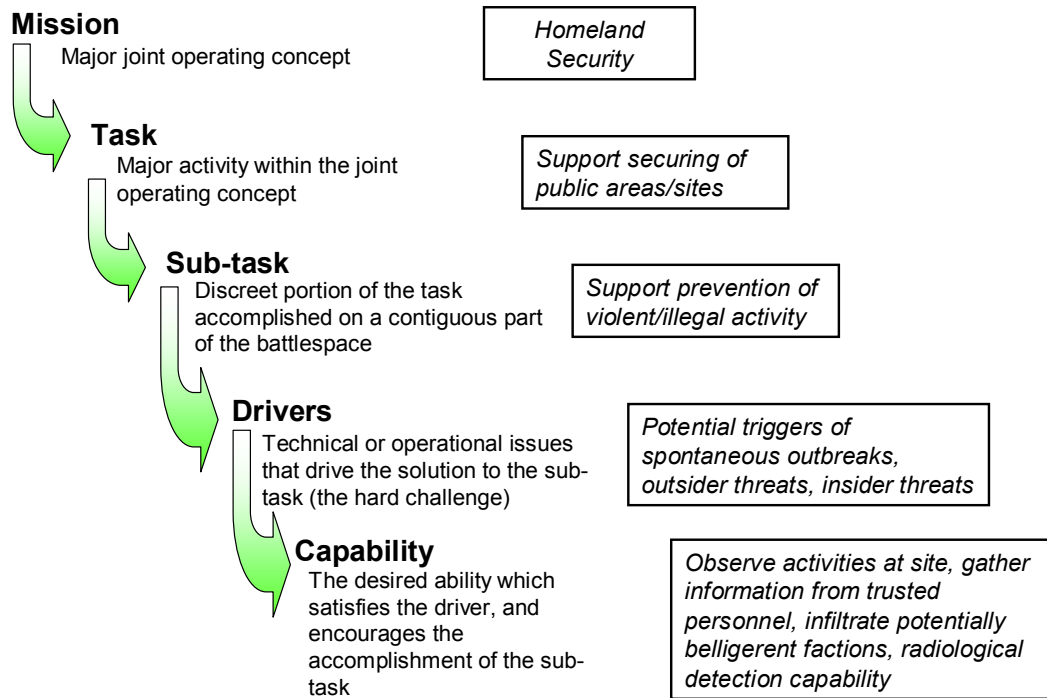 Mission
Major joint operating concept
Homeland
Security
Task
Major activity within the joint
operating concept
Support securing of
public areas/sites
Sub-task
Discreet portion of the task
accomplished on a contiguous part
of the battlespace
Support prevention of
violent/illegal activity
Drivers
Technical or operational issues
that drive the solution to the sub-
task (the hard challenge)
Potential triggers of
spontaneous outbreaks,
outsider threats, insider threats
Capability
The desired ability which
satisfies the driver, and
encourages the
accomplishment of the sub-
task
Observe activities at site, gather
information from trusted
personnel, infiltrate potentially
belligerent factions, radiological
detection capability